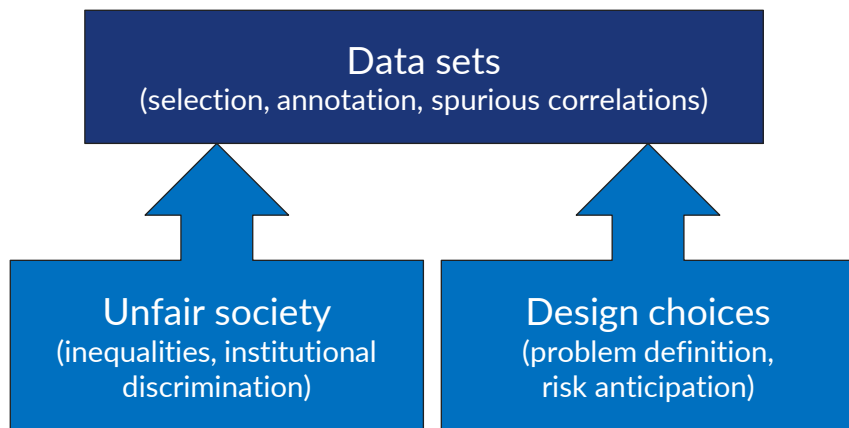 Data sets
(selection, annotation, spurious correlations)
Unfair society
(inequalities, institutional
discrimination)
Design choices
(problem definition,
risk anticipation)